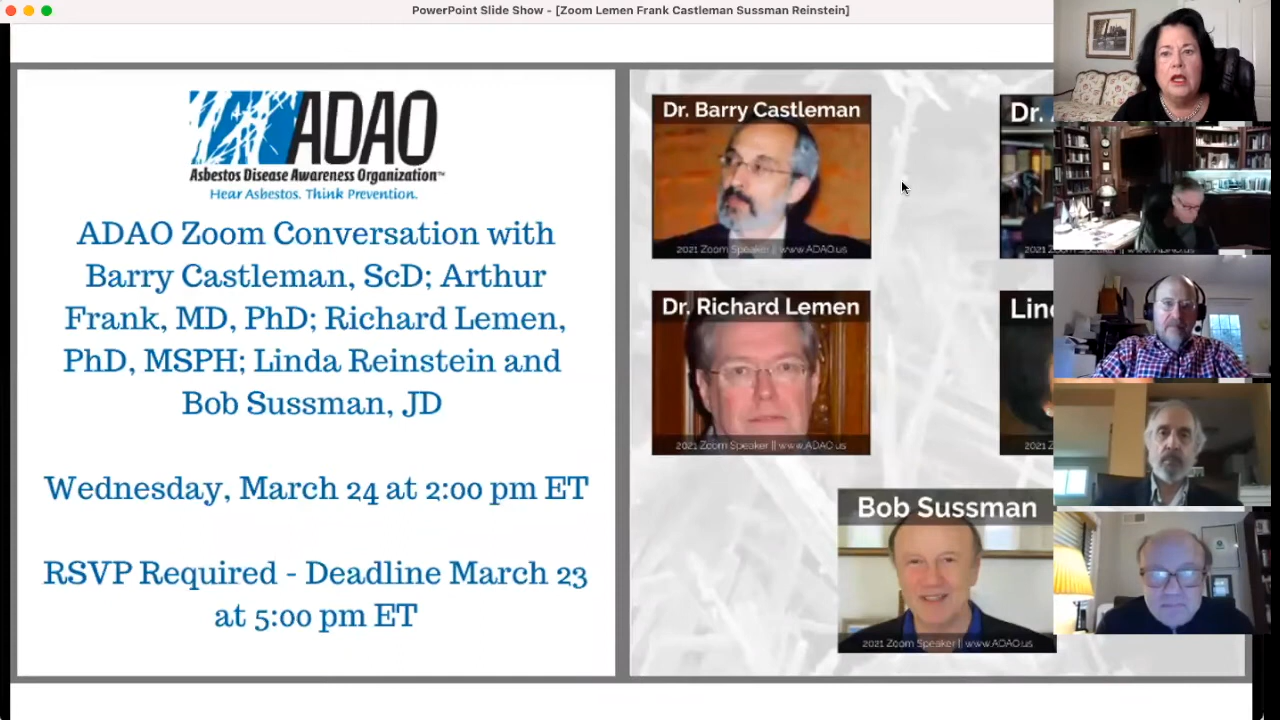 PowerPoint Slide Show - [Zoom Lemen Frank Castleman Sussman Reinstein]
ADAO
Asbestos Disease Awareness Organization™
Hear Asbestos. Think Prevention.
ADAO Zoom Conversation with
Barry Castleman, ScD; Arthur
Frank, MD, PhD; Richard Lemen,
PhD, MSPH; Linda Reinstein and
Bob Sussman, JD
Wednesday, March 24 at 2:00 pm ET
RSVP Required - Deadline March 23
at 5:00 pm ET
Dr. Barry Castleman
2021 Zoom Speaker || www.ADAO.us
Dr.
Dr. Richard Lemen
2021 Zoom Speaker || www.ADAO.us
Bob Sussman
2021 Zoom Speaker || www.ADAO.us